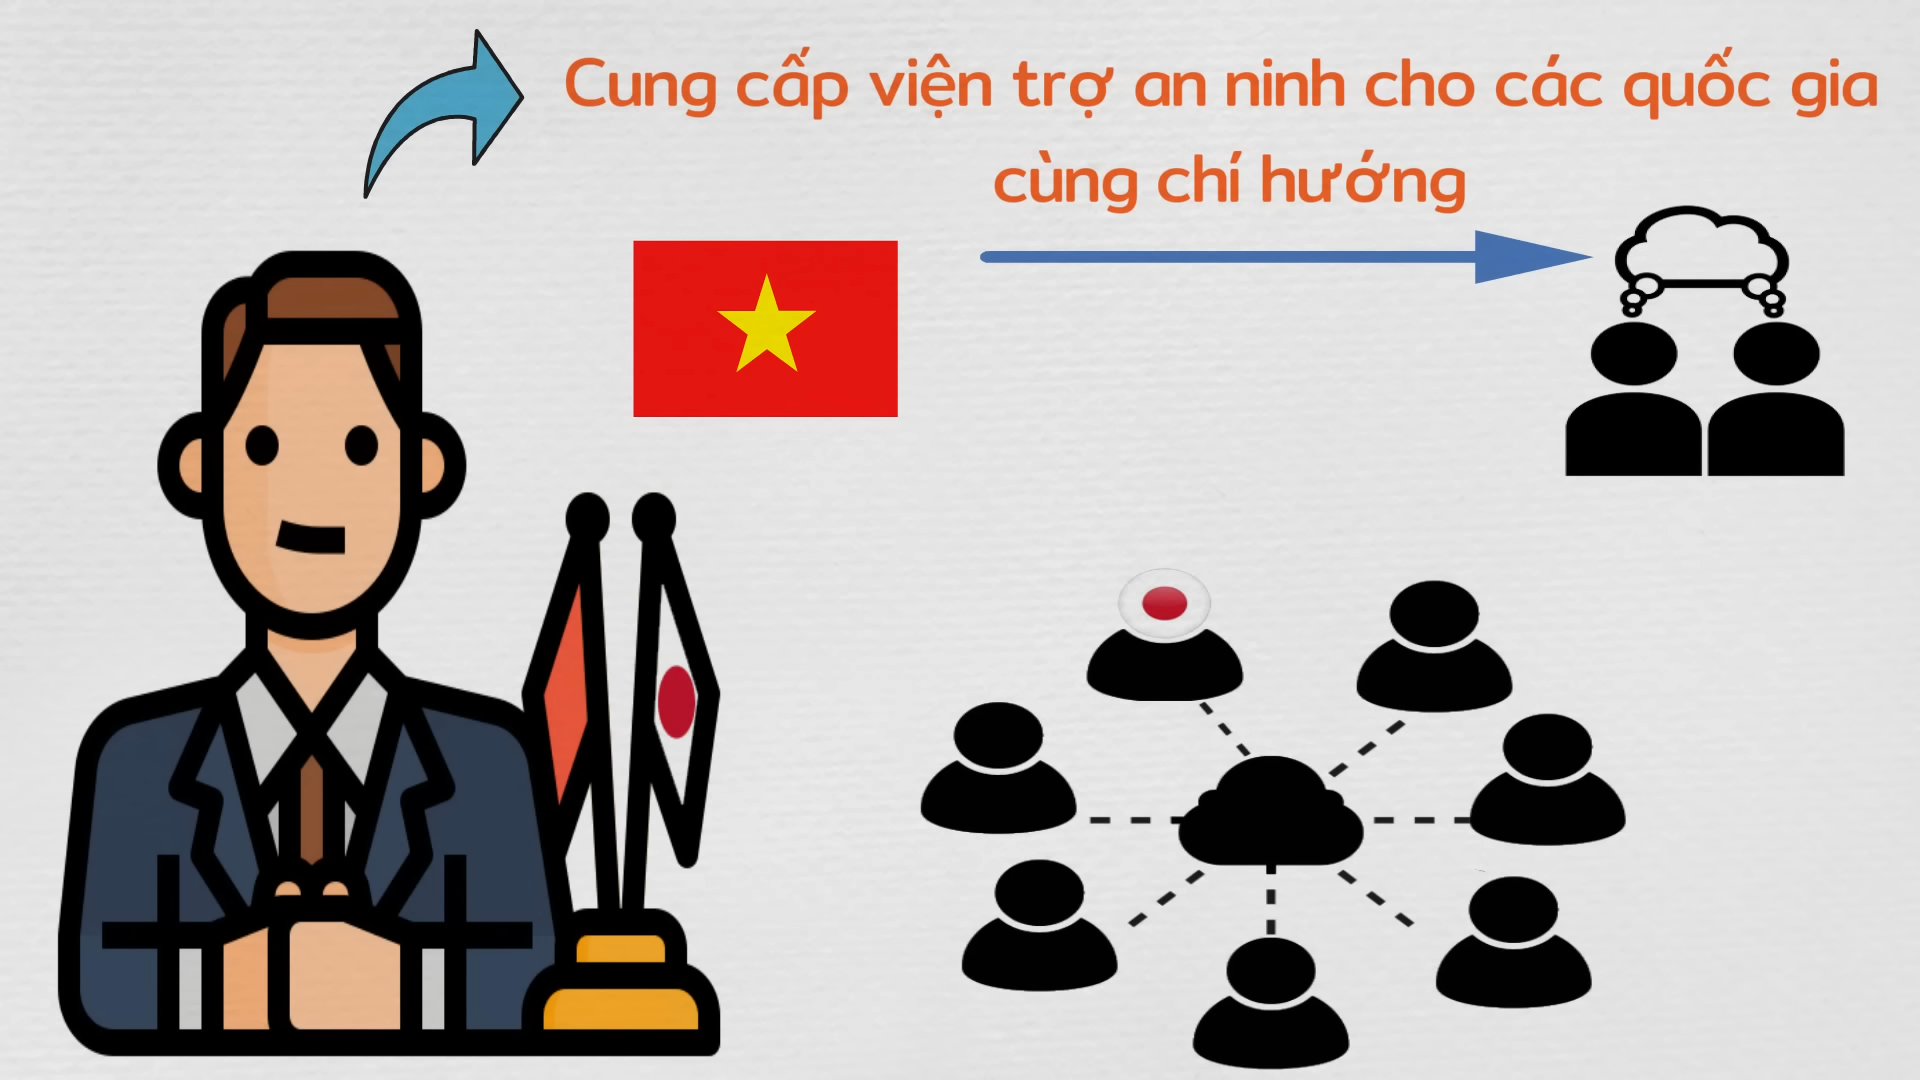 Cung cấp viện trợ an ninh cho các quốc gia
cùng chí hướng